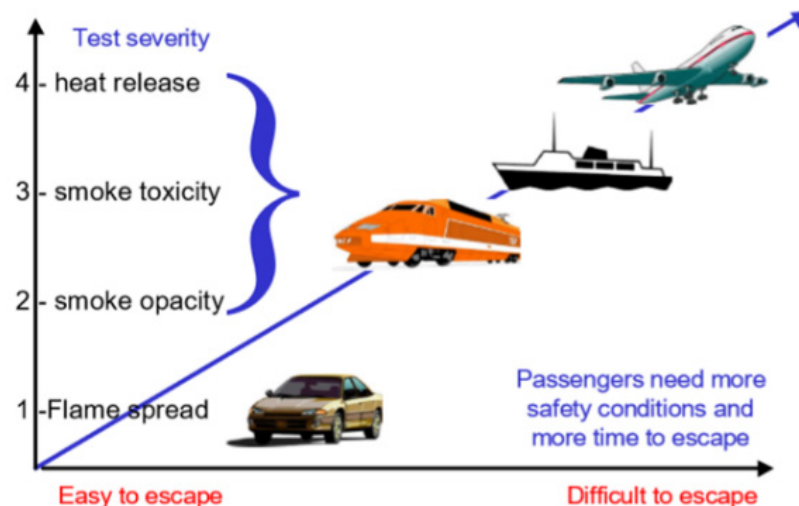 Test severity
4 - heat release
3 - smoke toxicity
2 - smoke opacity
1 -Flame spread
Passengers need more
safety conditions and
more time to escape
Easy to escape
Difficult to escape